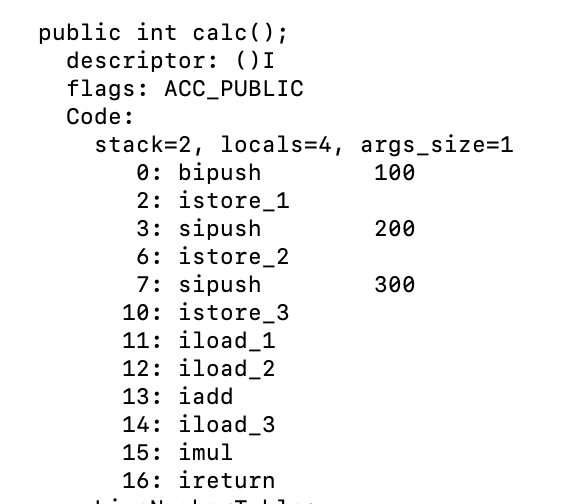 public int calc();
descriptor: ()I
flags: ACC_PUBLIC
Code:
stack=2, locals=4, args_size=1
0: bipush 100
2: istore_1
3: sipush 200
6: istore_2
7: sipush 300
10: istore_3
11: iload_1
12: iload_2
13: iadd
14: iload_3
15: imul
16: ireturn